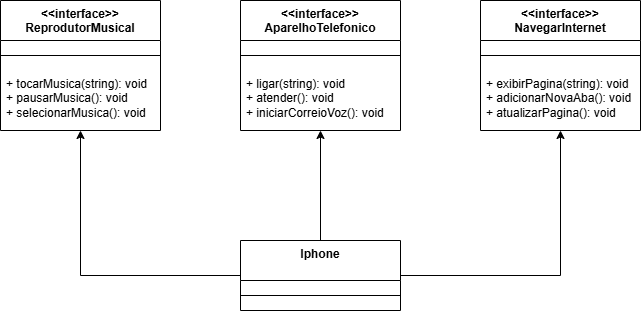 <<interface>>
ReprodutorMusical
+ tocarMusica(string): void
+ pausarMusica(): void
+ selecionarMusica(): void
<<interface>>
AparelhoTelefonico
+ ligar(string): void
+ atender(): void
+ iniciarCorreioVoz(): void
<<interface>>
NavegarInternet
+ exibirPagina(string): void
+ adicionarNovaAba(): void
+ atualizarPagina(): void
Iphone